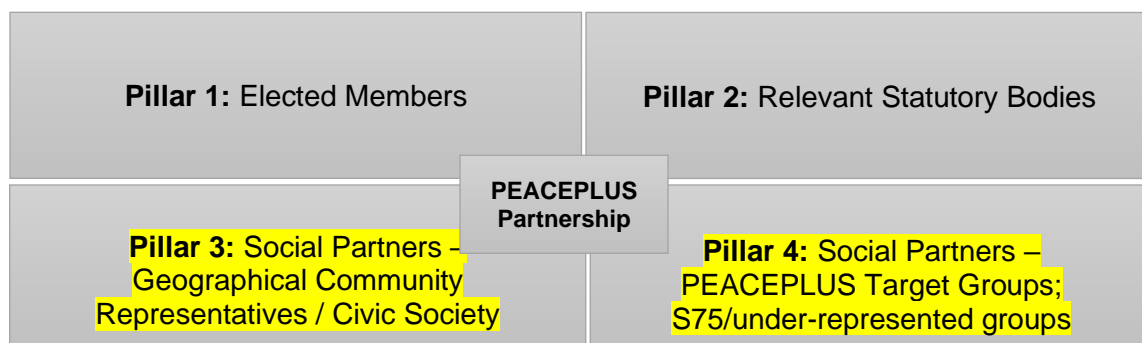 Pillar 1: Elected Members
Pillar 2: Relevant Statutory Bodies
PEACEPLUS
Partnership
Pillar 3: Social Partners –
Geographical Community
Representatives / Civic Society
Pillar 4: Social Partners –
PEACEPLUS Target Groups;
S75/under-represented groups